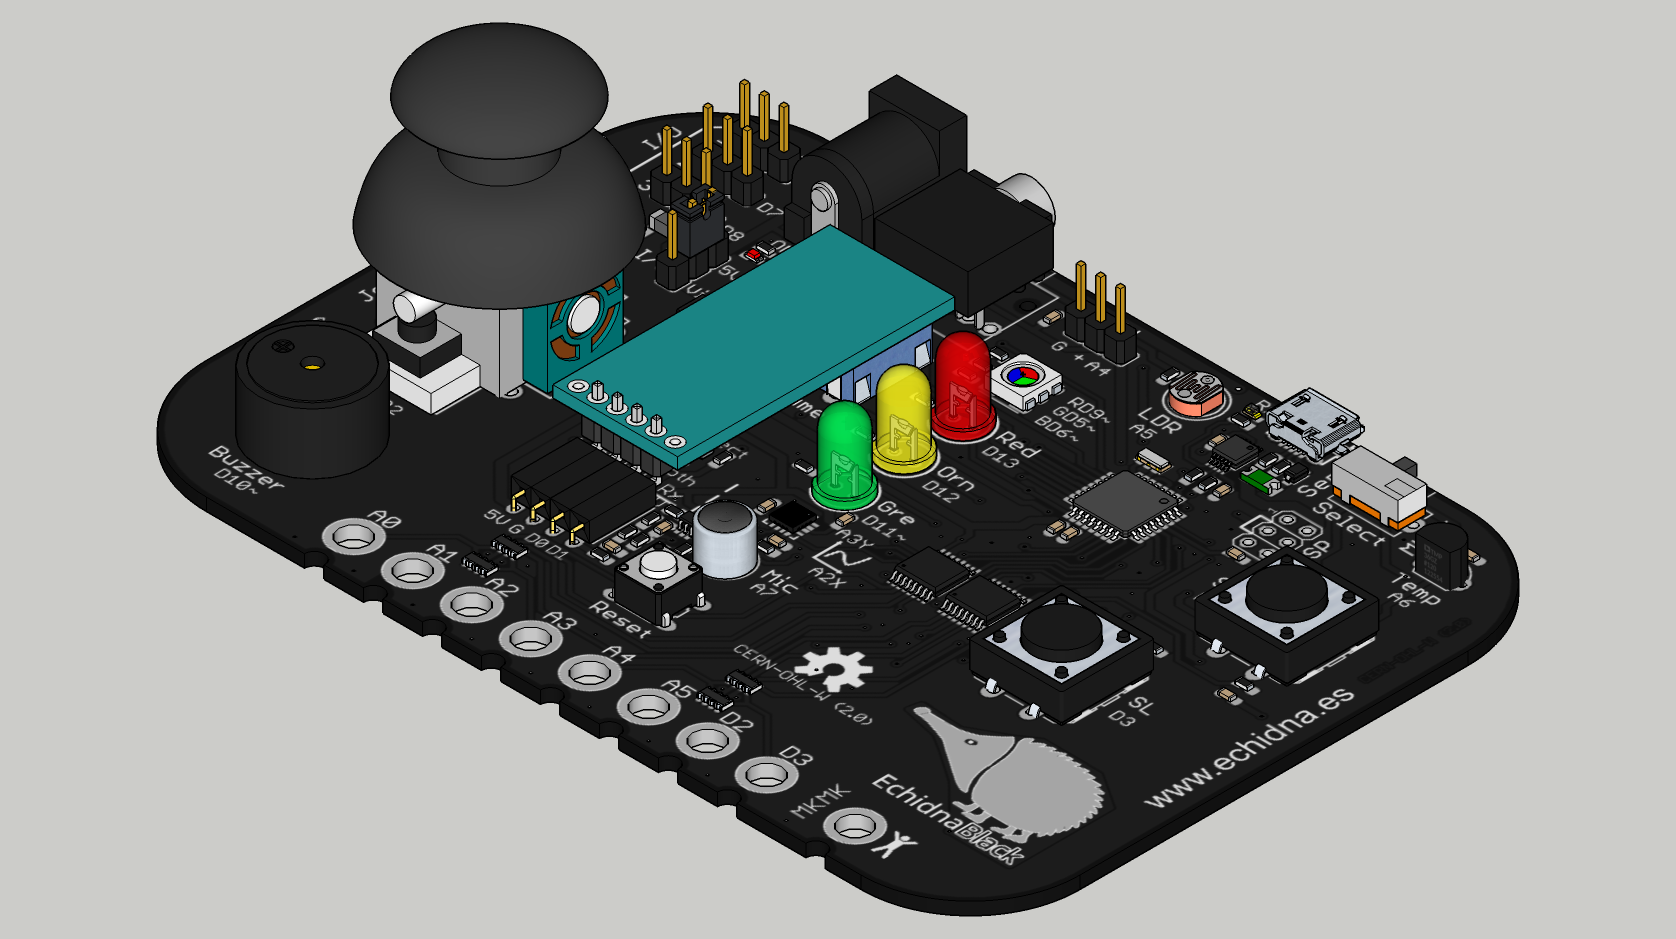 I/O
D7
G + A4
RD9~
GD5~
BD6~
LDR
A5
Red
D13
Orn
D12
Gre
D11~
A3Y
A2X
Buzzer
D10~
5V G D0 D1
Rx
Mic
A7
Reset
Select
Temp
A6
SL
D3
A0
A1
A2
A3
A4
A5
D2
D3
MKMK
CERN-OHL-W (2.0)
EchidnaBlack
www.echidna.es